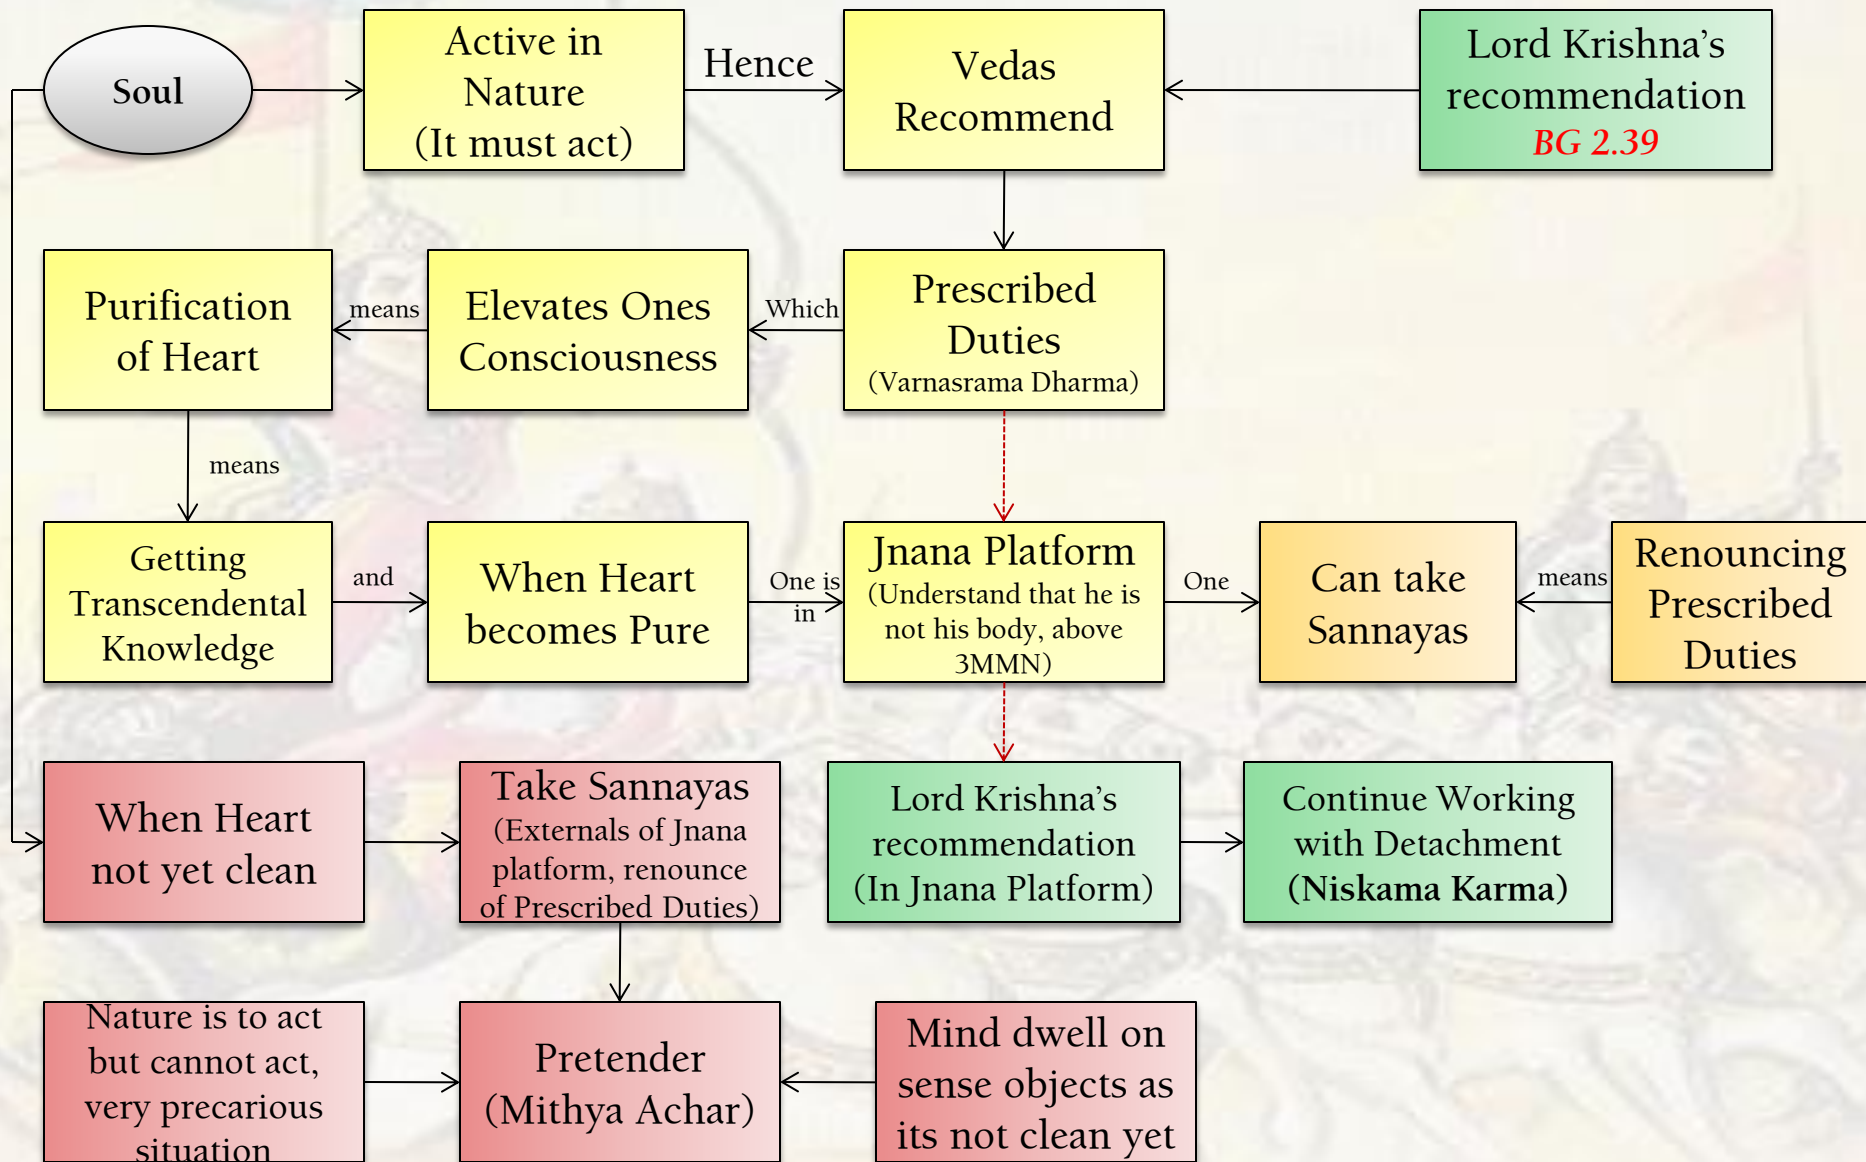 Soul
Active in
Nature
(It must act)
Hence
Vedas
Recommend
Lord Krishna's
recommendation
BG 2.39
Purification
of Heart
means
Elevates Ones
Consciousness
Which
Prescribed
Duties
(Varnasrama Dharma)
means
Getting
Transcendental
Knowledge
and
When Heart
becomes Pure
One is
in
Jnana Platform
(Understand that he is
not his body, above
3MMN)
One
Can take
Sannayas
means
Renouncing
Prescribed
Duties
When Heart
not yet clean
Take Sannayas
(Externals of Jnana
platform, renounce
of Prescribed Duties)
Lord Krishna's
recommendation
(In Jnana Platform)
Continue Working
with Detachment
(Niskama Karma)
Nature is to act
but cannot act,
very precarious
situation
Pretender
(Mithya Achar)
Mind dwell on
sense objects as
its not clean yet